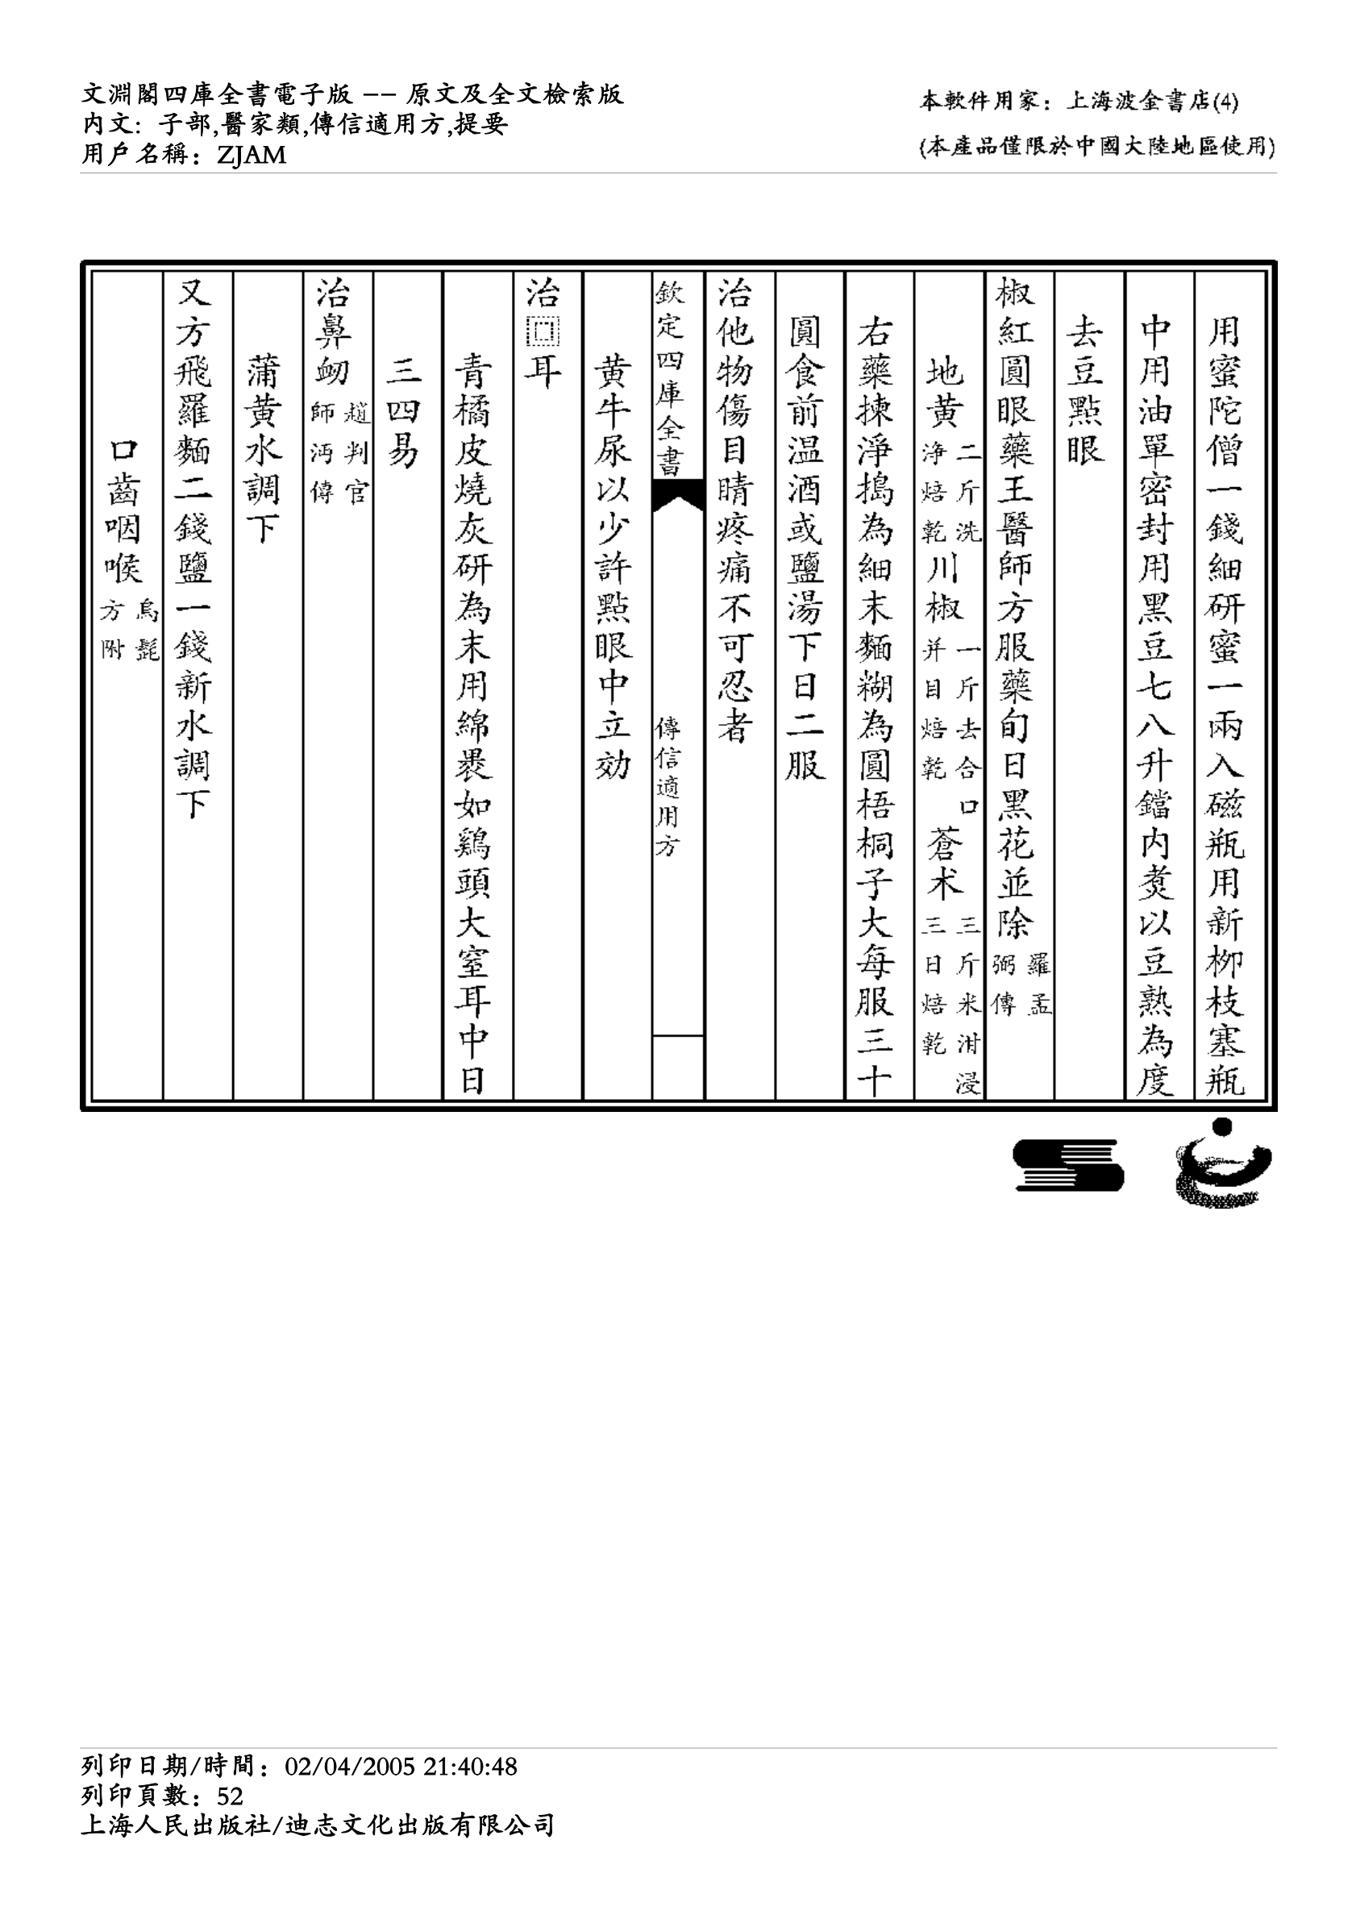 文淵閣四庫全書電子版 -- 原文及全文檢索版
內文: 子部,醫家類,傳信適用方,提要
用戶名稱: ZJAM
本軟件用家: 上海波金書店(4)
(本產品僅限於中國大陸地區使用)
用蜜陀僧一錢細研蜜一兩入磁瓶用新栁枝塞瓶
中用油單密封用黑豆七八升鐺内煑以豆熟為度
去豆㸃眼
椒紅圓眼藥王醫師方服藥旬日黑花並除羅孟弼傳
地黄二斤洗浄焙乾川椒一斤去合口并目焙乾蒼术三斤米泔浸三日焙乾
右藥揀淨搗為細末麵糊為圓梧桐子大每服三十
圓食前温酒或鹽湯下日二服
治他物傷目睛疼痛不可忍者
欽定四庫全書
傳信適用方
黄牛尿以少許㸃眼中立効
治耳
青橘皮燒灰研為末用綿褁如鷄頭大窒耳中日
三四易
治鼻衂趙判官師沔傳
蒲黄水調下
又方飛羅麵二錢鹽一錢新水調下
口齒咽喉烏髭方附
列印日期/時間: 02/04/2005 21:40:48
列印頁數: 52
上海人民出版社/迪志文化出版有限公司